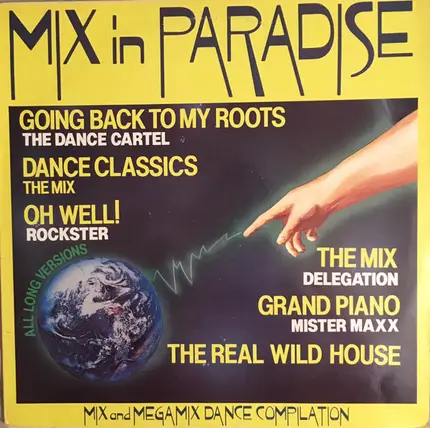 MIX in PARADISE
GOING BACK TO MY ROOTS
THE DANCE CARTEL
DANCE CLASSICS
THE MIX
OH WELL!
ROCKSTER
ALL LONG VERSIONS
THE MIX
DELEGATION
GRAND PIANO
MISTER MAXX
THE REAL WILD HOUSE
MIX and MEGAMIX DANCE COMPILATION